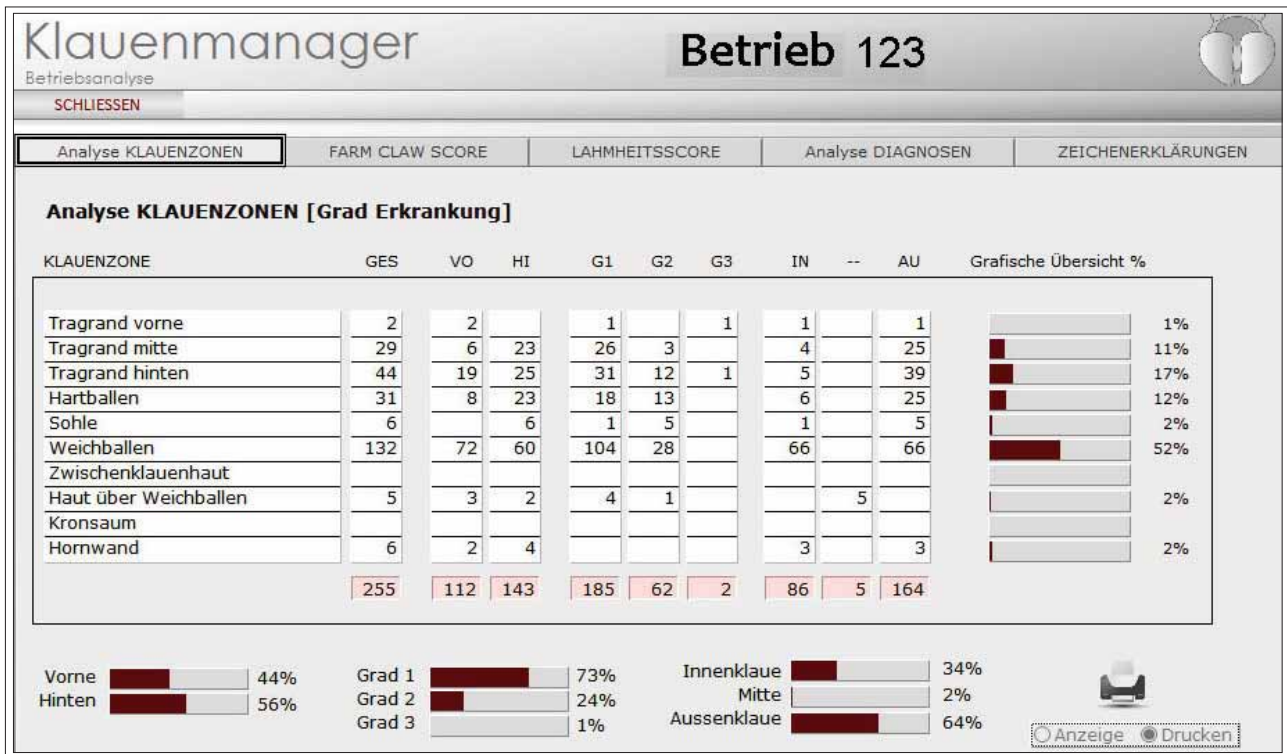 Klauenmanager
Betrieb 123
Betriebsanalyse
SCHLIESSEN
Analyse KLAUENZONEN FARM CLAW SCORE LAHMHEITSSCORE Analyse DIAGNOSEN ZEICHENERKLÄRUNGEN
Analyse KLAUENZONEN [Grad Erkrankung]
KLAUENZONE GES VO HI G1 G2 G3 IN -- AU Grafische Übersicht %
Tragrand vorne 2 2 1 1 1 1 1%
Tragrand mitte 29 6 23 26 3 4 25 11%
Tragrand hinten 44 19 25 31 12 1 5 39 17%
Hartballen 31 8 23 18 13 6 25 12%
Sohle 6 6 1 5 1 5 2%
Weichballen 132 72 60 104 28 66 66 52%
Zwischenklauenhaut
Haut über Weichballen 5 3 2 4 1 5 2%
Kronsaum
Hornwand 6 2 4 3 3 2%
255 112 143 185 62 2 86 5 164
Vorne 44% Grad 1 73% Innenklaue 34%
Hinten 56% Grad 2 24% Mitte 2%
Grad 3 1% Aussenklaue 64%
Anzeige Drucken